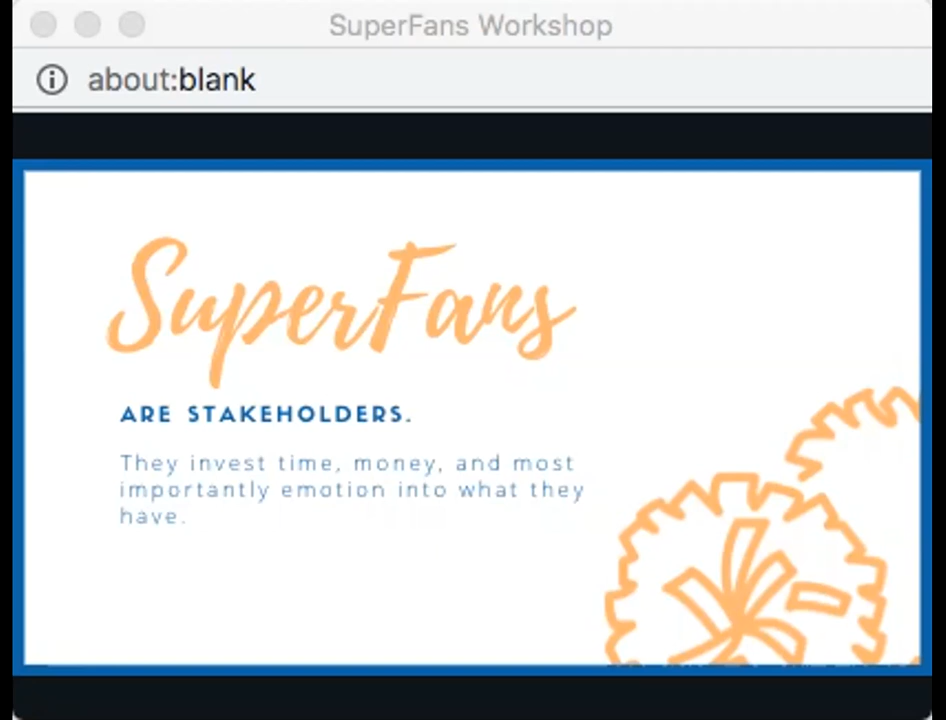 SuperFans Workshop
about:blank
SuperFans
ARE STAKEHOLDERS.
They invest time, money, and most
importantly emotion into what they
have.